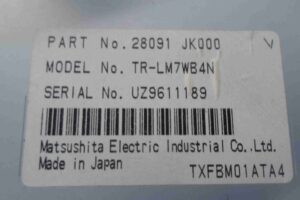 PART No. 28091 JK000 V
MODEL No. TR-LM7WB4N
SERIAL No. UZ9611189
Matsushita Electric Industrial Co.,Ltd.
Made in Japan
TXFBM01ATA4